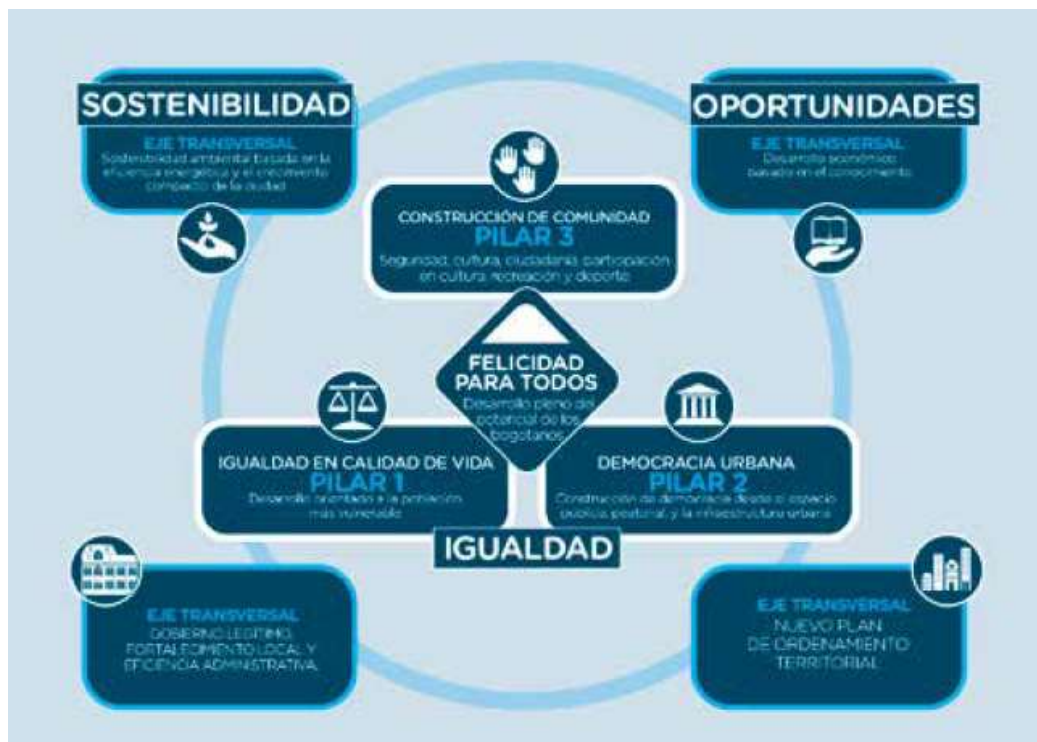 SOSTENIBILIDAD
EJE TRANSVERSAL
Sostenibilidad ambiental basada en la
eficiencia energética y el crecimiento
compacto de la ciudad
OPORTUNIDADES
EJE TRANSVERSAL
Desarrollo económico
basado en el conocimiento
CONSTRUCCIÓN DE COMUNIDAD
PILAR 3
Seguridad, cultura, ciudadanía, participación
en cultura, recreación y deporte
FELICIDAD
PARA TODOS
Desarrollo pleno del
potencial de los
bogotanos
IGUALDAD EN CALIDAD DE VIDA
PILAR 1
Desarrollo orientado a la población
más vulnerable
DEMOCRACIA URBANA
PILAR 2
Construcción de democracia desde el espacio
público, peatonal, y la infraestructura urbana
IGUALDAD
EJE TRANSVERSAL
GOBIERNO LEGÍTIMO,
FORTALECIMIENTO LOCAL Y
EFICIENCIA ADMINISTRATIVA
EJE TRANSVERSAL
NUEVO PLAN
DE ORDENAMIENTO
TERRITORIAL